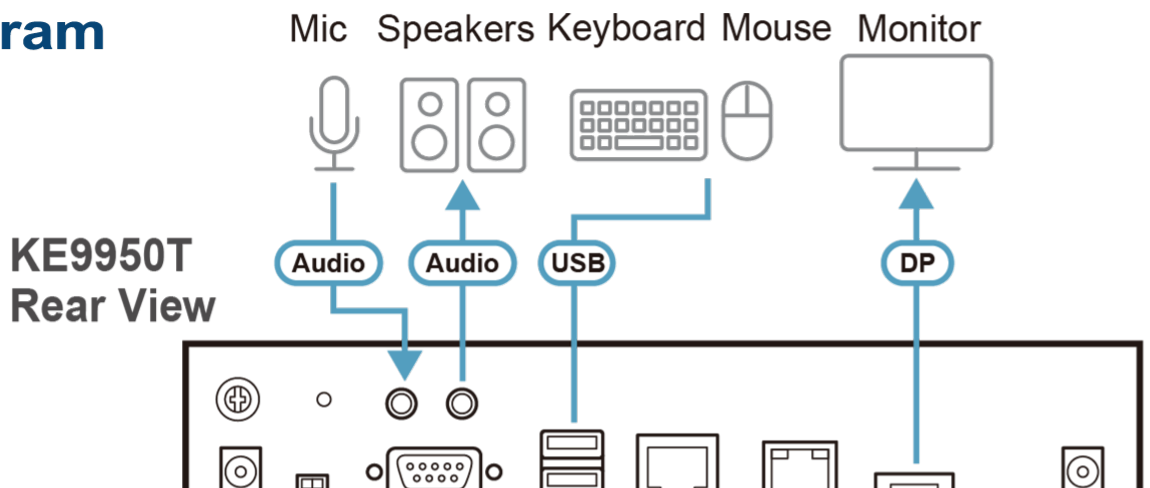 ram
Mic Speakers Keyboard Mouse Monitor
KE9950T
Rear View
Audio Audio USB DP